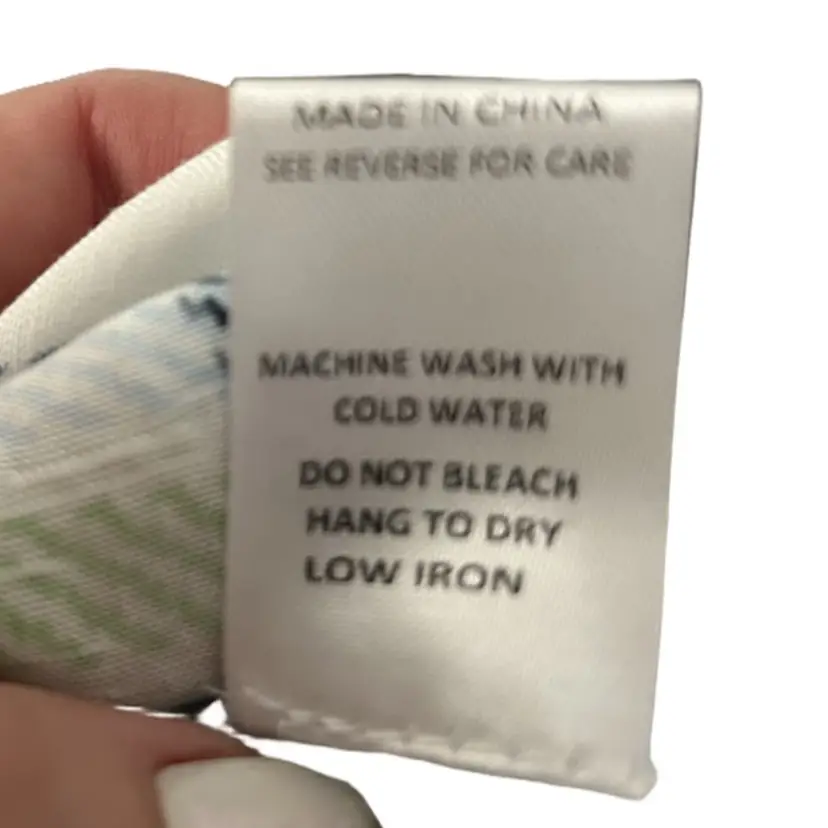 MADE IN CHINA
SEE REVERSE FOR CARE
MACHINE WASH WITH
COLD WATER
DO NOT BLEACH
HANG TO DRY
LOW IRON